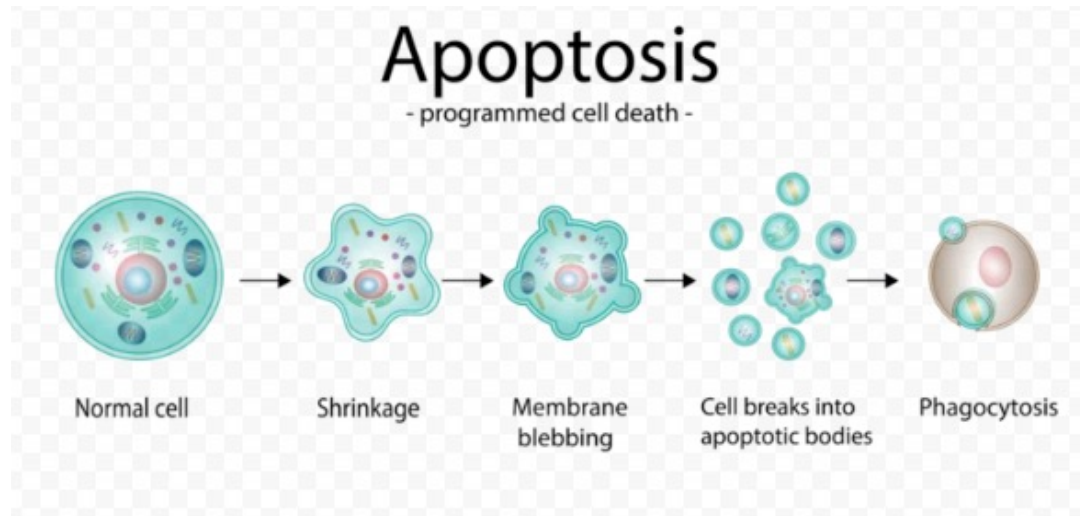 Apoptosis
- programmed cell death -
Normal cell
Shrinkage
Membrane
blebbing
Cell breaks into
apoptotic bodies
Phagocytosis